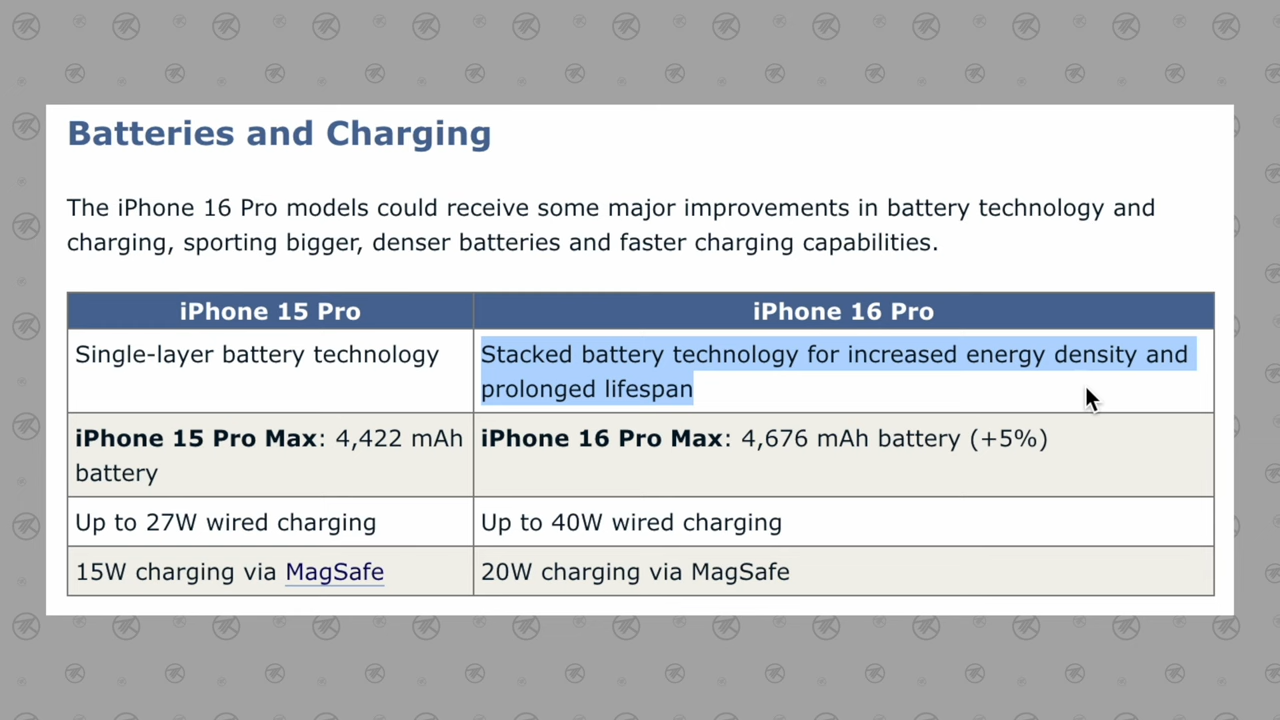 Batteries and Charging
The iPhone 16 Pro models could receive some major improvements in battery technology and
charging, sporting bigger, denser batteries and faster charging capabilities.
iPhone 15 Pro
iPhone 16 Pro
Single-layer battery technology
Stacked battery technology for increased energy density and
prolonged lifespan
iPhone 15 Pro Max: 4,422 mAh
battery
iPhone 16 Pro Max: 4,676 mAh battery (+5%)
Up to 27W wired charging
Up to 40W wired charging
15W charging via MagSafe
20W charging via MagSafe